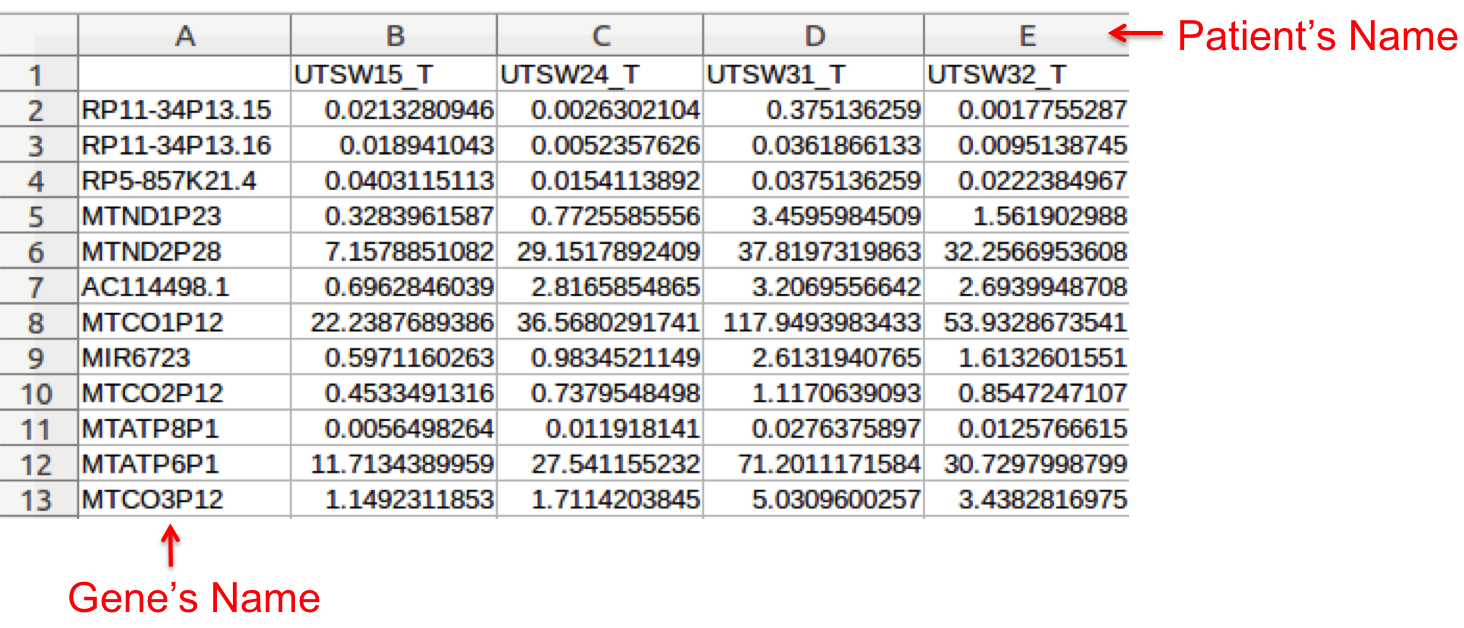 A B C D E Patient’s Name
1 UTSW15_T UTSW24_T UTSW31_T UTSW32_T
2 RP11-34P13.15 0.0213280946 0.0026302104 0.375136259 0.0017755287
3 RP11-34P13.16 0.018941043 0.0052357626 0.0361866133 0.0095138745
4 RP5-857K21.4 0.0403115113 0.0154113892 0.0375136259 0.0222384967
5 MTND1P23 0.3283961587 0.7725585556 3.4595984509 1.561902988
6 MTND2P28 7.1578851082 29.1517892409 37.8197319863 32.2566953608
7 AC114498.1 0.6962846039 2.8165854865 3.2069556642 2.6939948708
8 MTCO1P12 22.2387689386 36.5680291741 117.9493983433 53.9328673541
9 MIR6723 0.5971160263 0.9834521149 2.6131940765 1.6132601551
10 MTCO2P12 0.4533491316 0.7379548498 1.1170639093 0.8547247107
11 MTATP8P1 0.0056498264 0.011918141 0.0276375897 0.0125766615
12 MTATP6P1 11.7134389959 27.541155232 71.2011171584 30.7297998799
13 MTCO3P12 1.1492311853 1.7114203845 5.0309600257 3.4382816975
Gene’s Name